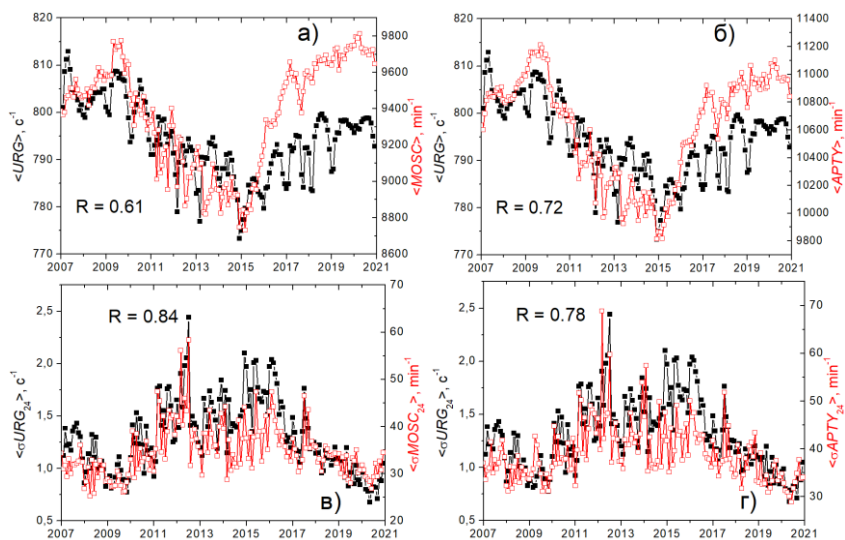 820
810
800
790
780
770
<URG>, c⁻¹
а)
R = 0.61
9800
9600
9400
9200
9000
8800
8600
<MOSC>, min⁻¹
2007 2009 2011 2013 2015 2017 2019 2021
820
810
800
790
780
770
<URG>, c⁻¹
б)
R = 0.72
11400
11200
11000
10800
10600
10400
10200
10000
9800
<APTY>, min⁻¹
2007 2009 2011 2013 2015 2017 2019 2021
2,5
2,0
1,5
1,0
0,5
<σURG₂₄>, c⁻¹
R = 0.84
в)
70
60
50
40
30
20
<σMOSC₂₄>, min⁻¹
2007 2009 2011 2013 2015 2017 2019 2021
2,5
2,0
1,5
1,0
0,5
<σURG₂₄>, c⁻¹
R = 0.78
г)
70
60
50
40
30
<σAPTY₂₄>, min⁻¹
2007 2009 2011 2013 2015 2017 2019 2021